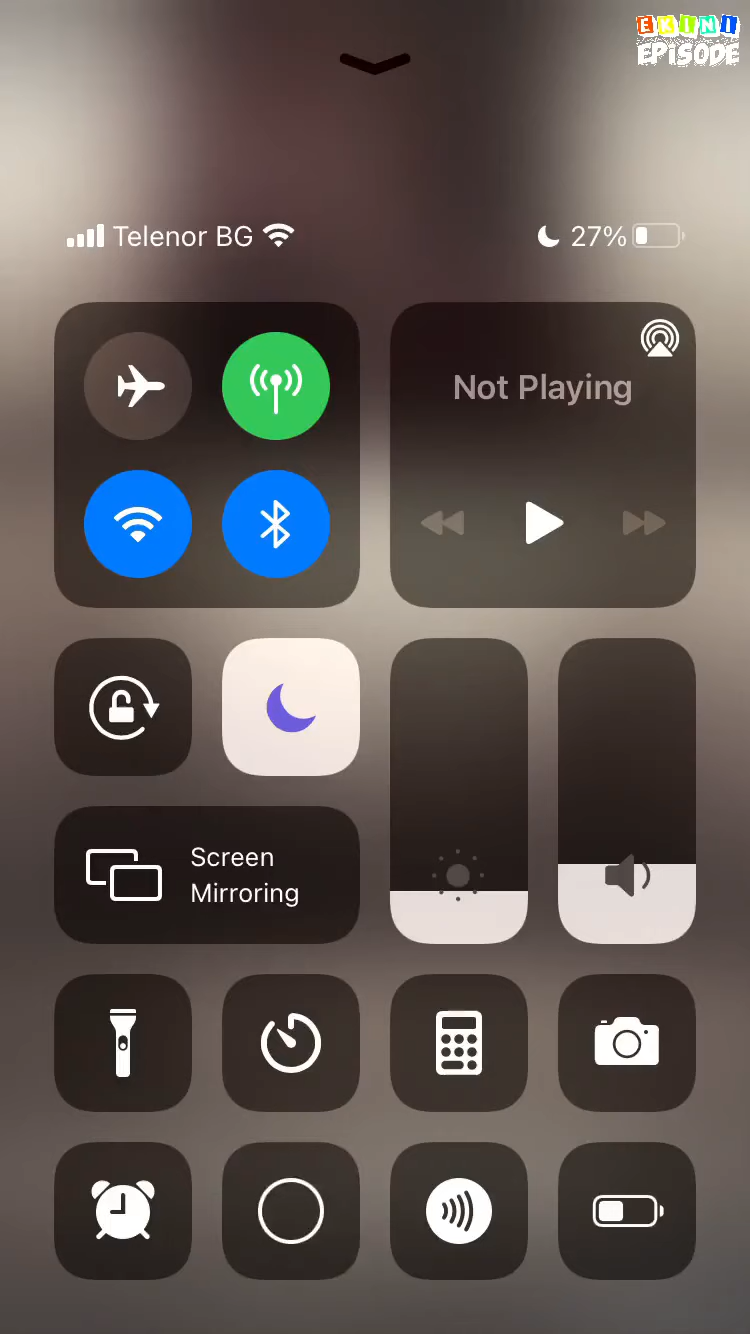 EKINI
EPiSODE
Telenor BG
27%
Not Playing
Screen
Mirroring